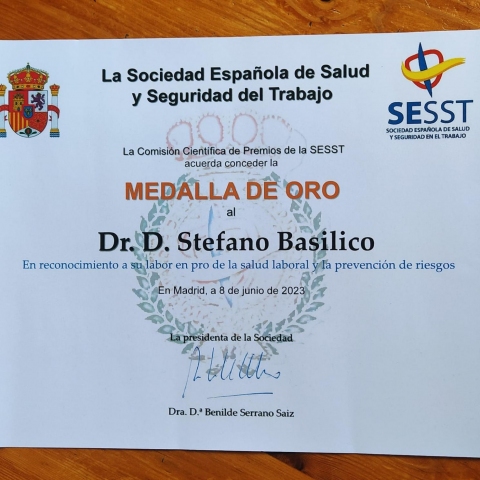 La Sociedad Española de Salud
y Seguridad del Trabajo
SESST
SOCIEDAD ESPAÑOLA DE SALUD
Y SEGURIDAD EN EL TRABAJO
La Comisión Científica de Premios de la SESST
acuerda conceder la
MEDALLA DE ORO
al
Dr. D. Stefano Basilico
En reconocimiento a su labor en pro de la salud laboral y la prevención de riesgos
En Madrid, a 8 de junio de 2023
La presidenta de la Sociedad
Dra. D.ª Benilde Serrano Saiz